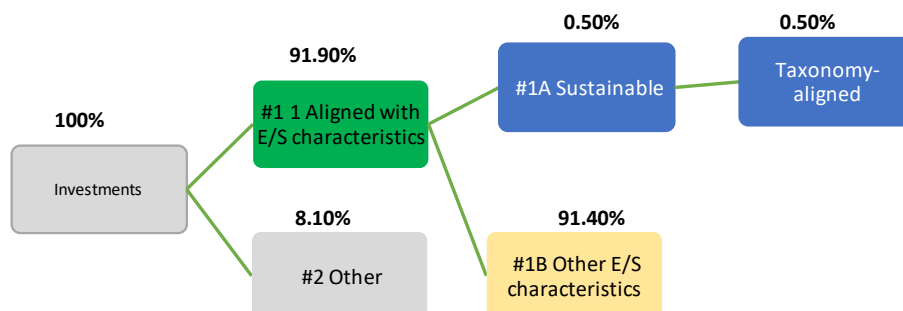 0.50%
0.50%
91.90%
#1A Sustainable
Taxonomy-
aligned
#1 1 Aligned with
E/S characteristics
100%
Investments
8.10%
91.40%
#2 Other
#1B Other E/S
characteristics